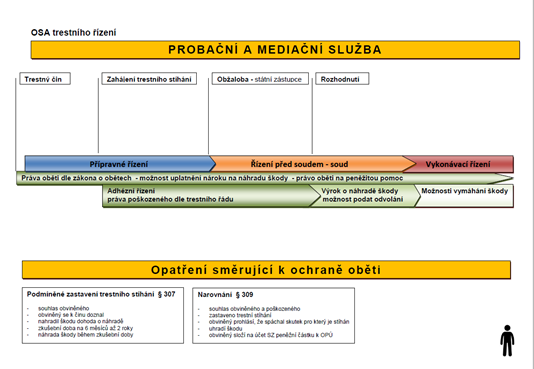 OSA trestního řízení
PROBAČNÍ A MEDIAČNÍ SLUŽBA
Trestný čin
Zahájení trestního stíhání
Obžaloba - státní zástupce
Rozhodnutí
Přípravné řízení
Řízení před soudem - soud
Vykonávací řízení
Práva obětí dle zákona o obětech - možnost uplatnění nároku na náhradu škody - právo oběti na peněžitou pomoc
Adhézní řízení
práva poškozeného dle trestního řádu
Výrok o náhradě škody
možnost podat odvolání
Možnosti vymáhání škody
Opatření směrující k ochraně obětí
Podmíněné zastavení trestního stíhání § 307
- souhlas obviněného
- obviněný se k činu doznal
- nahradil škodu dohoda o náhradě
- zkušební doba na 6 měsíců až 2 roky
- náhrada škody během zkušební doby
Narovnání § 309
- souhlas obviněného a poškozeného
- zastaveno trestní stíhání
- obviněný prohlásí, že spáchal skutek pro který je stíhán
- uhradí škodu
- obviněný složí na účet SZ peněžní částku k OPÚ